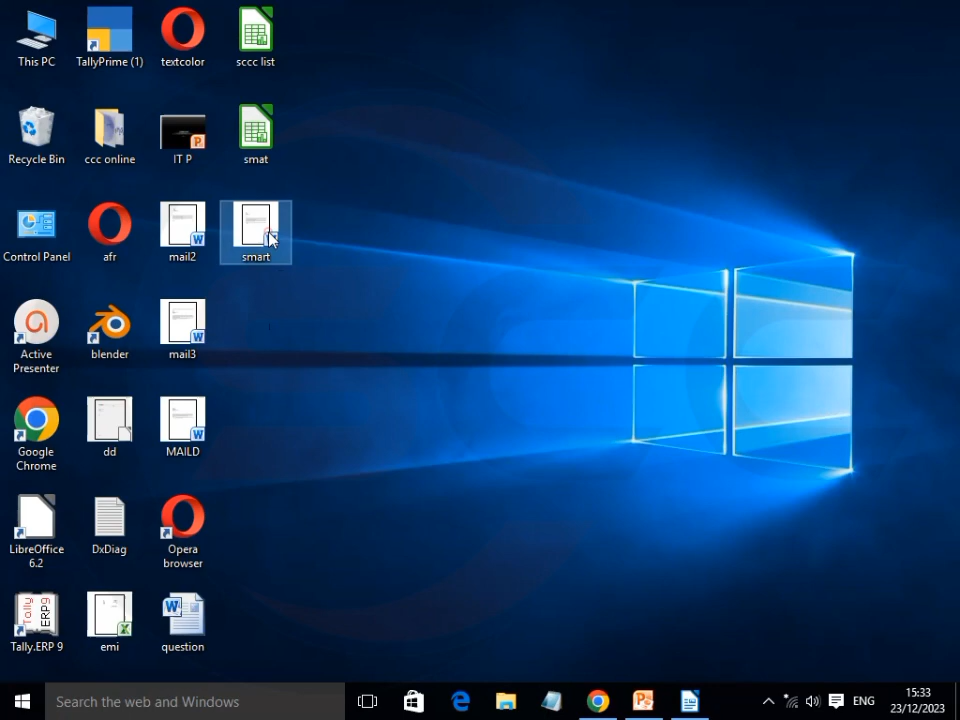 This PC
TallyPrime (1)
textcolor
sccc list
Recycle Bin
ccc online
IT P
smat
Control Panel
afr
mail2
smart
Active
Presenter
blender
mail3
Google
Chrome
dd
MAILD
LibreOffice
6.2
DxDiag
Opera
browser
Tally
ERP9
Tally.ERP 9
emi
question
Search the web and Windows
ENG
15:33
23/12/2023